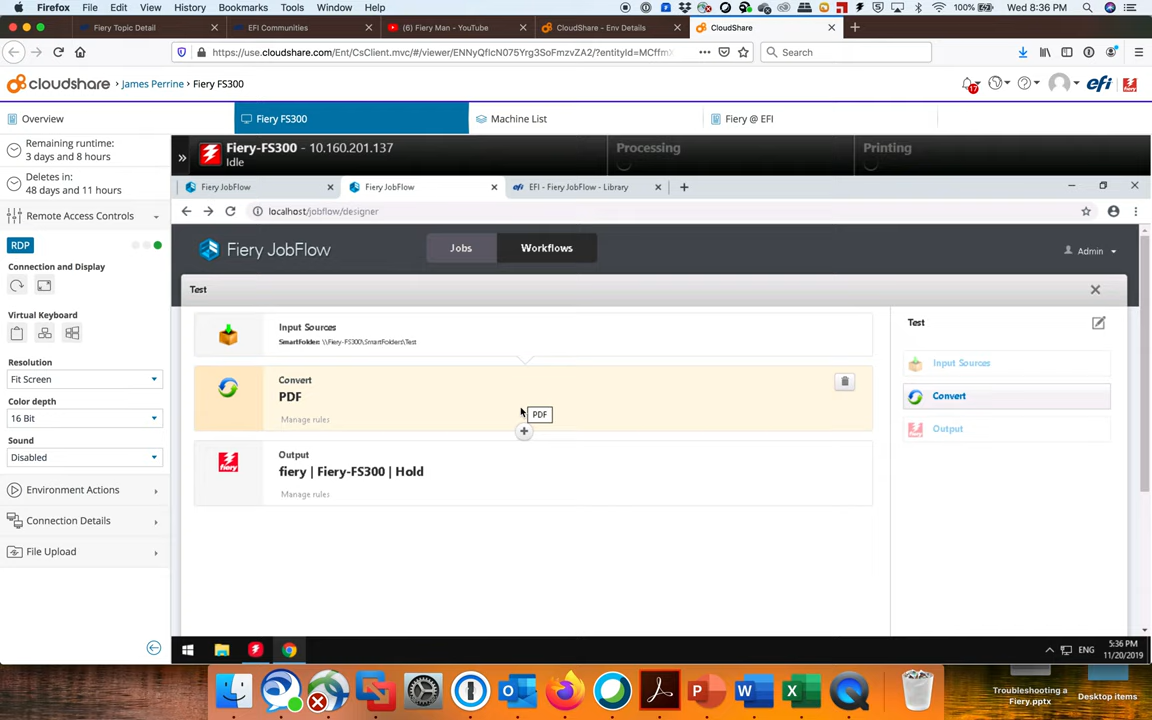 Firefox File Edit View History Bookmarks Tools Window Help 100% Wed 8:36 PM
Fiery Topic Detail EFI Communities (6) Fiery Man - YouTube CloudShare - Env Details CloudShare
https://use.cloudshare.com/Ent/CsClient.mvc/#/viewer/ENNyQflcN075Yrg3SoFmzvZA2/?entityId=MCffm Search
cloudshare James Perrine Fiery FS300 17 efi
Overview Fiery FS300 Machine List Fiery @ EFI
Remaining runtime:
3 days and 8 hours
Deletes in:
48 days and 11 hours
Remote Access Controls
RDP
Connection and Display
Virtual Keyboard
Resolution
Fit Screen
Color depth
16 Bit
Sound
Disabled
Environment Actions
Connection Details
File Upload
Fiery-FS300 - 10.160.201.137 Processing Printing
Idle
Fiery JobFlow Fiery JobFlow efi EFI - Fiery JobFlow - Library
localhost/jobflow/designer
Fiery JobFlow Jobs Workflows Admin
Test
Input Sources
SmartFolder: \\Fiery-FS300\SmartFolders\Test
Convert
PDF
PDF
Manage rules
Output
fiery | Fiery-FS300 | Hold
Manage rules
fiery
Test
Input Sources
Convert
Output
ENG 5:36 PM
11/20/2019
Troubleshooting a
Fiery.pptx
Desktop items